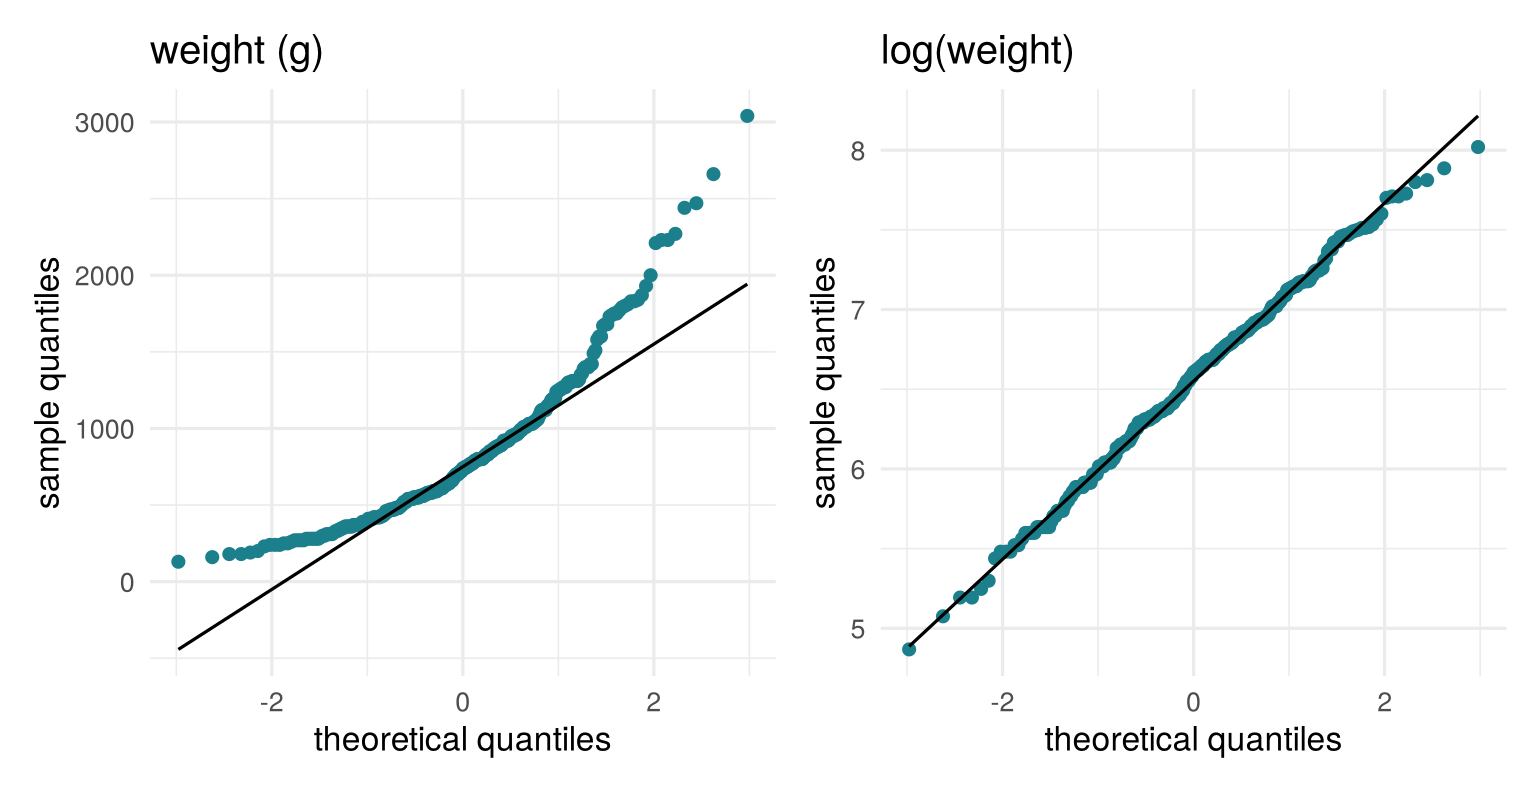 weight (g)
sample quantiles
3000
2000
1000
0
-2
0
2
theoretical quantiles
log(weight)
sample quantiles
8
7
6
5
-2
0
2
theoretical quantiles